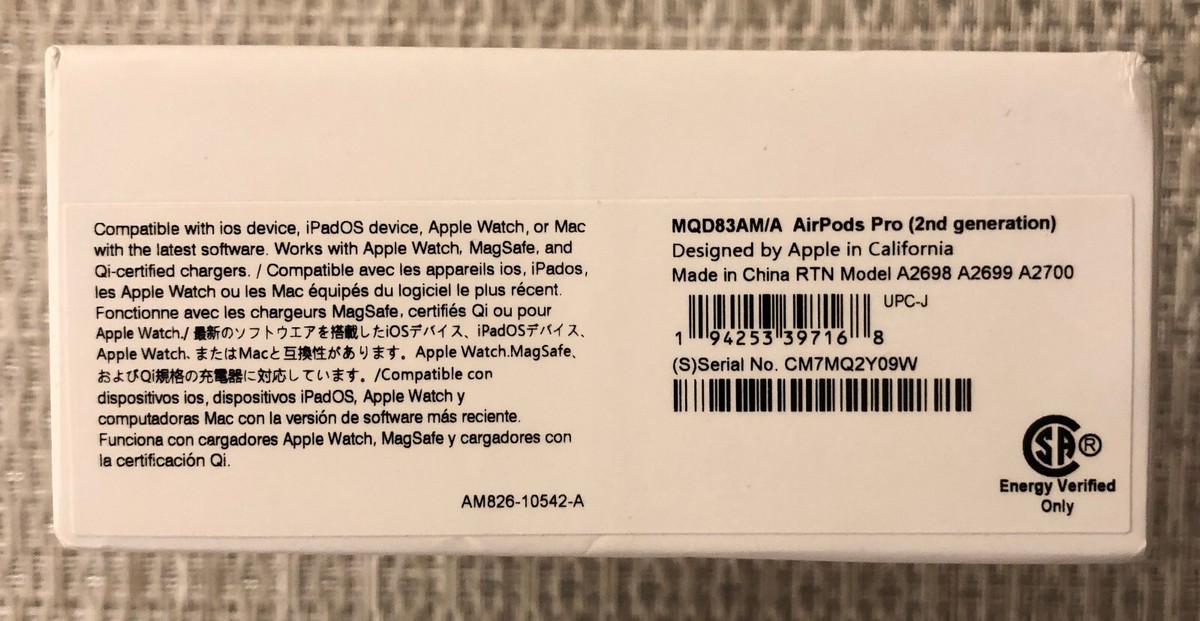 Compatible with ios device, iPadOS device, Apple Watch, or Mac
with the latest software. Works with Apple Watch, MagSafe, and
Qi-certified chargers. / Compatible avec les appareils ios, iPados,
les Apple Watch ou les Mac équipés du logiciel le plus récent.
Fonctionne avec les chargeurs MagSafe, certifiés Qi ou pour
Apple Watch./ 最新のソフトウエアを搭載したiOSデバイス、iPadOSデバイス、
Apple Watch、またはMacと互換性があります。Apple Watch.MagSafe、
およびQi規格の充電器に対応しています。/Compatible con
dispositivos ios, dispositivos iPadOS, Apple Watch y
computadoras Mac con la versión de software más reciente.
Funciona con cargadores Apple Watch, MagSafe y cargadores con
la certificación Qi.
AM826-10542-A
MQD83AM/A AirPods Pro (2nd generation)
Designed by Apple in California
Made in China RTN Model A2698 A2699 A2700
UPC-J
1 94253 39716 8
(S)Serial No. CM7MQ2Y09W
SA ®
Energy Verified
Only